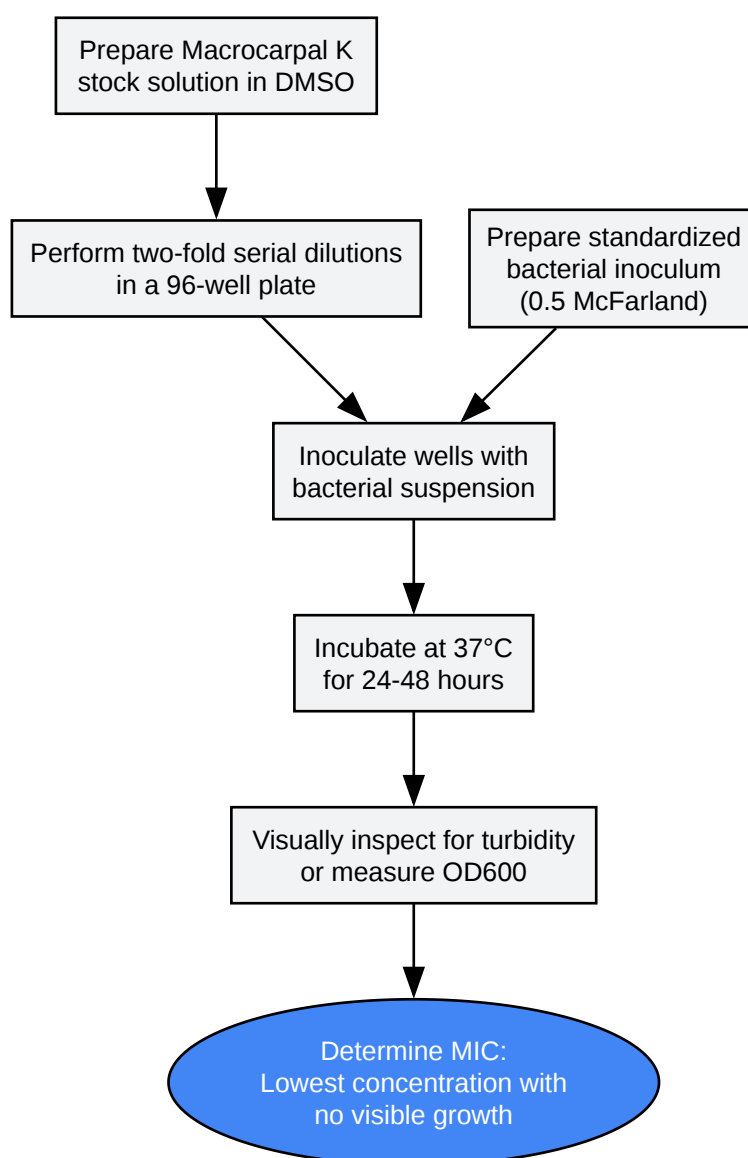 Prepare Macrocarpal K
stock solution in DMSO
Perform two-fold serial dilutions
in a 96-well plate
Prepare standardized
bacterial inoculum
(0.5 McFarland)
Inoculate wells with
bacterial suspension
Incubate at 37°C
for 24-48 hours
Visually inspect for turbidity
or measure OD600
Determine MIC:
Lowest concentration with
no visible growth